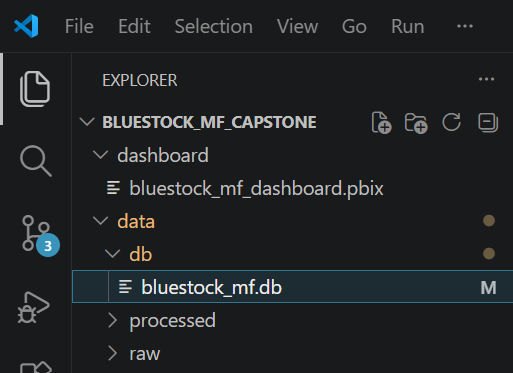 File Edit Selection View Go Run ...
EXPLORER ...
BLUESTOCK_MF_CAPSTONE
dashboard
bluestock_mf_dashboard.pbix
data
db
3
bluestock_mf.db M
processed
raw